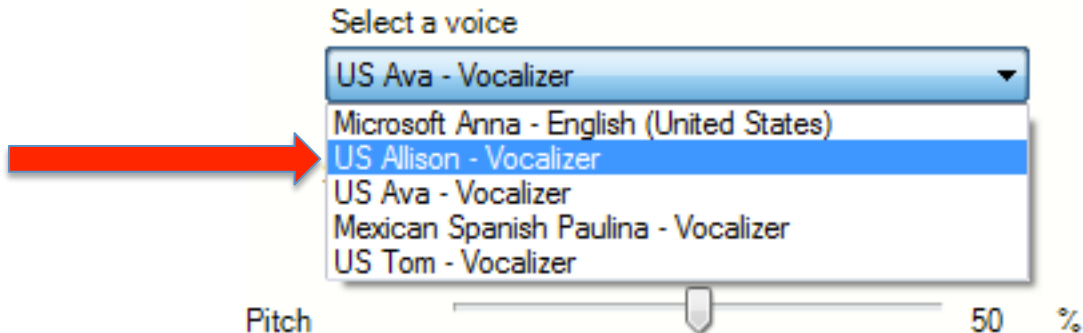 Select a voice
US Ava - Vocalizer
Microsoft Anna - English (United States)
US Allison - Vocalizer
US Ava - Vocalizer
Mexican Spanish Paulina - Vocalizer
US Tom - Vocalizer
Pitch 50 %